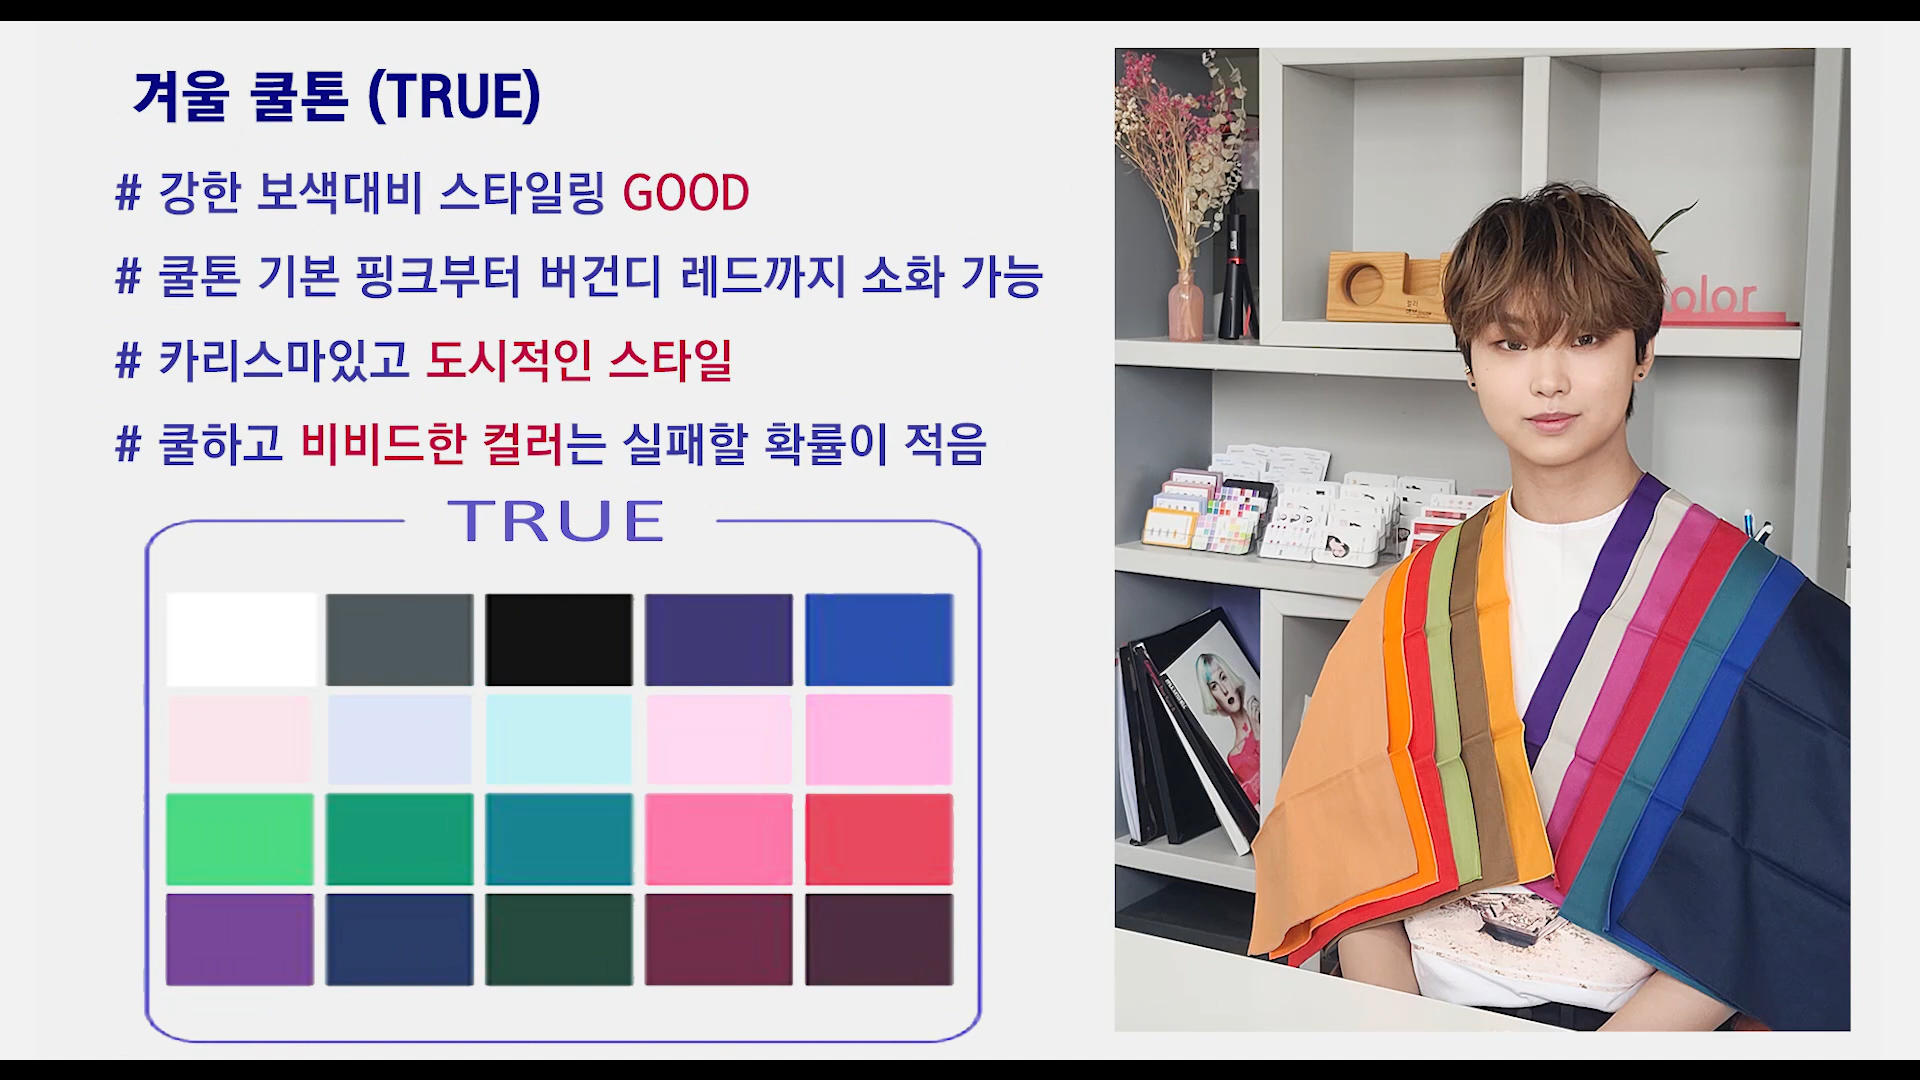 겨울 쿨톤 (TRUE)
# 강한 보색대비 스타일링 GOOD
# 쿨톤 기본 핑크부터 버건디 레드까지 소화 가능
# 카리스마있고 도시적인 스타일
# 쿨하고 비비드한 컬러는 실패할 확률이 적음
TRUE
olor